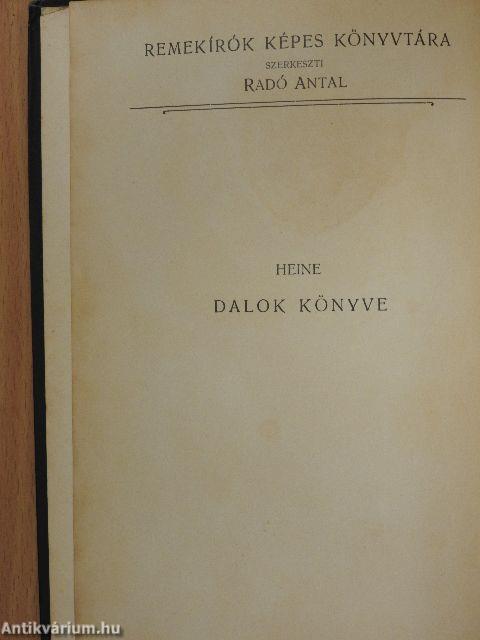 REMEKÍRÓK KÉPES KÖNYVTÁRA
SZERKESZTI
RADÓ ANTAL
HEINE
DALOK KÖNYVE
Antikvárium.hu